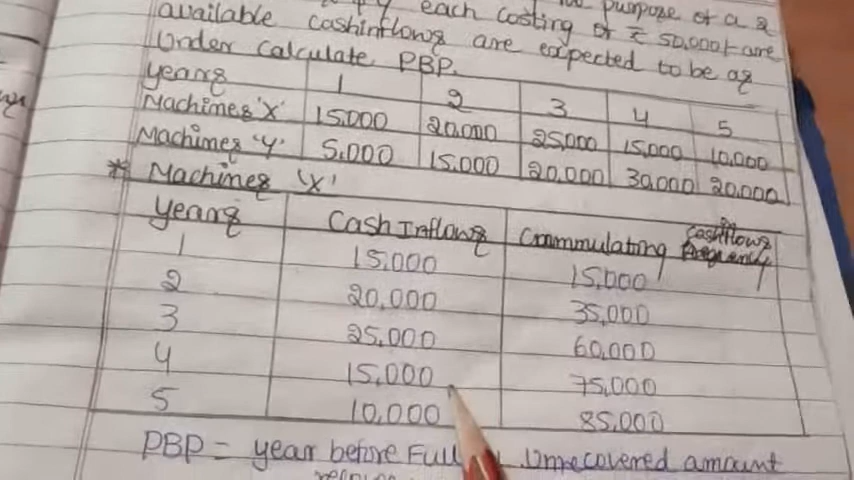 each costing of ₹ 50,000/- are
available cashinflows are expected to be as
Under Calculate PBP.
years 1 2 3 4 5
Machines 'X' 15,000 20,000 25,000 15,000 10,000
Machines 'Y' 5,000 15,000 20,000 30,000 20,000
* Machines 'X'
years Cash Inflows Commulating Cashflows
1 15,000 15,000
2 20,000 35,000
3 25,000 60,000
4 15,000 75,000
5 10,000 85,000
PBP = year before Full Unrecovered amount